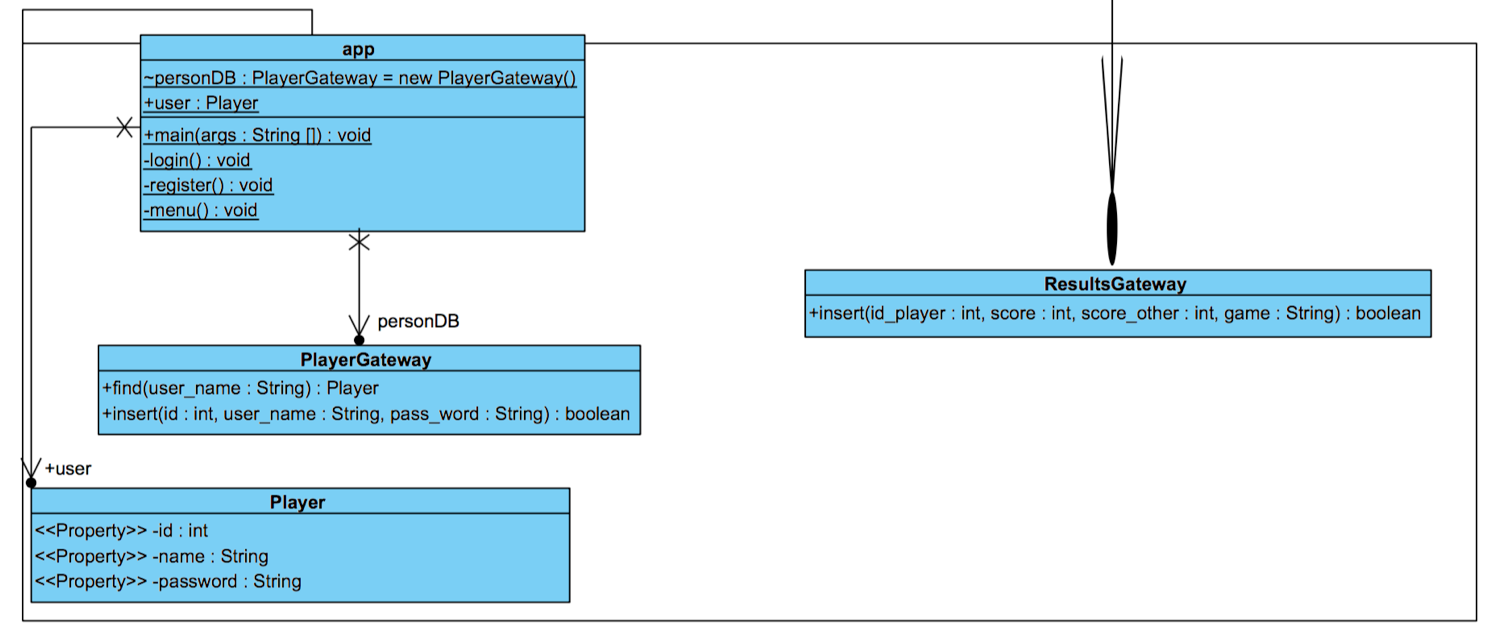 app
~personDB : PlayerGateway = new PlayerGateway()
+user : Player
+main(args : String []) : void
-login() : void
-register() : void
-menu() : void
personDB
PlayerGateway
+find(user_name : String) : Player
+insert(id : int, user_name : String, pass_word : String) : boolean
+user
Player
<<Property>> -id : int
<<Property>> -name : String
<<Property>> -password : String
ResultsGateway
+insert(id_player : int, score : int, score_other : int, game : String) : boolean